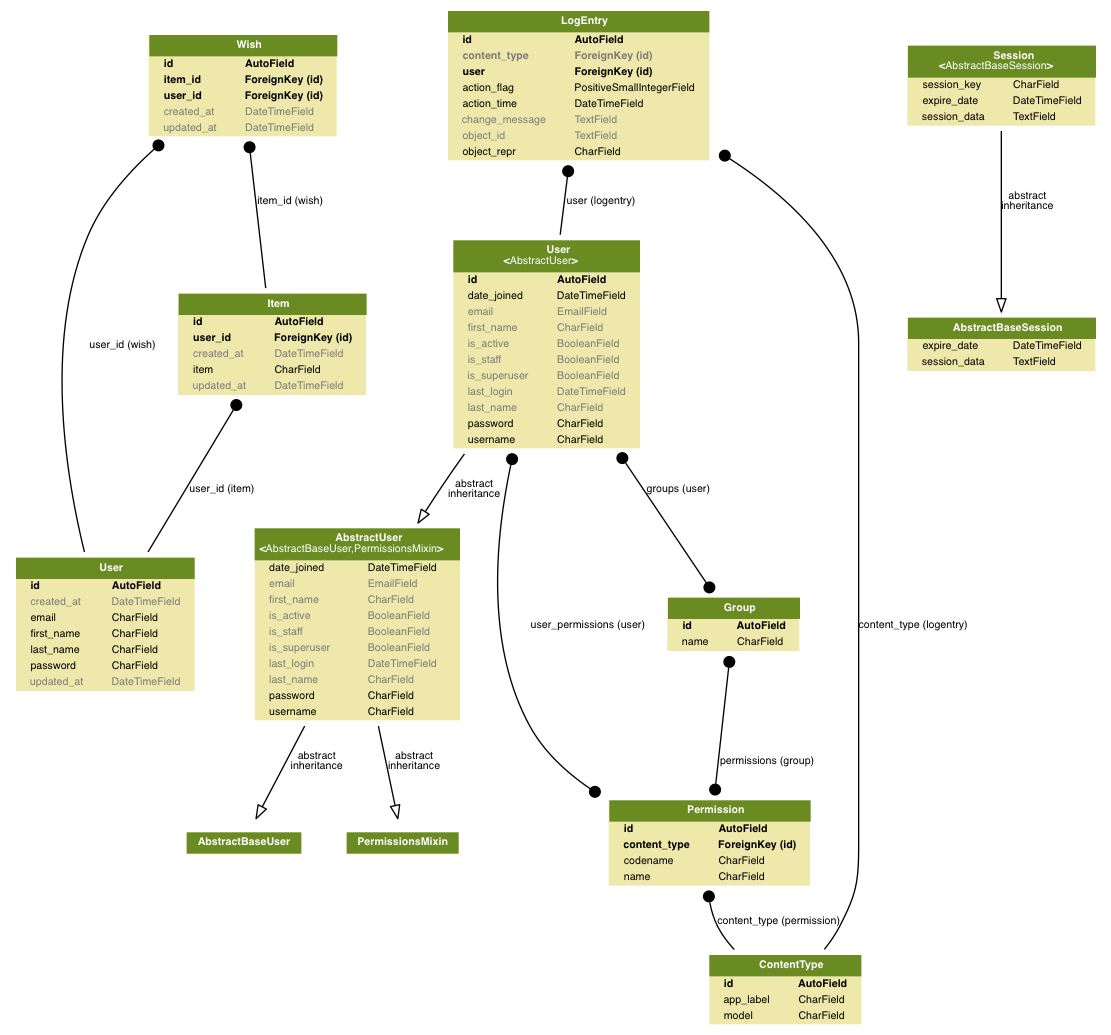 Wish
id AutoField
item_id ForeignKey (id)
user_id ForeignKey (id)
created_at DateTimeField
updated_at DateTimeField
LogEntry
id AutoField
content_type ForeignKey (id)
user ForeignKey (id)
action_flag PositiveSmallIntegerField
action_time DateTimeField
change_message TextField
object_id TextField
object_repr CharField
Session
<AbstractBaseSession>
session_key CharField
expire_date DateTimeField
session_data TextField
item_id (wish)
user (logentry)
abstract
inheritance
User
<AbstractUser>
id AutoField
date_joined DateTimeField
email EmailField
first_name CharField
is_active BooleanField
is_staff BooleanField
is_superuser BooleanField
last_login DateTimeField
last_name CharField
password CharField
username CharField
Item
id AutoField
user_id ForeignKey (id)
created_at DateTimeField
item CharField
updated_at DateTimeField
AbstractBaseSession
expire_date DateTimeField
session_data TextField
user_id (wish)
user_id (item)
abstract
inheritance
groups (user)
AbstractUser
<AbstractBaseUser,PermissionsMixin>
date_joined DateTimeField
email EmailField
first_name CharField
is_active BooleanField
is_staff BooleanField
is_superuser BooleanField
last_login DateTimeField
last_name CharField
password CharField
username CharField
User
id AutoField
created_at DateTimeField
email CharField
first_name CharField
last_name CharField
password CharField
updated_at DateTimeField
Group
id AutoField
name CharField
user_permissions (user)
content_type (logentry)
abstract
inheritance
abstract
inheritance
permissions (group)
AbstractBaseUser
PermissionsMixin
Permission
id AutoField
content_type ForeignKey (id)
codename CharField
name CharField
content_type (permission)
ContentType
id AutoField
app_label CharField
model CharField